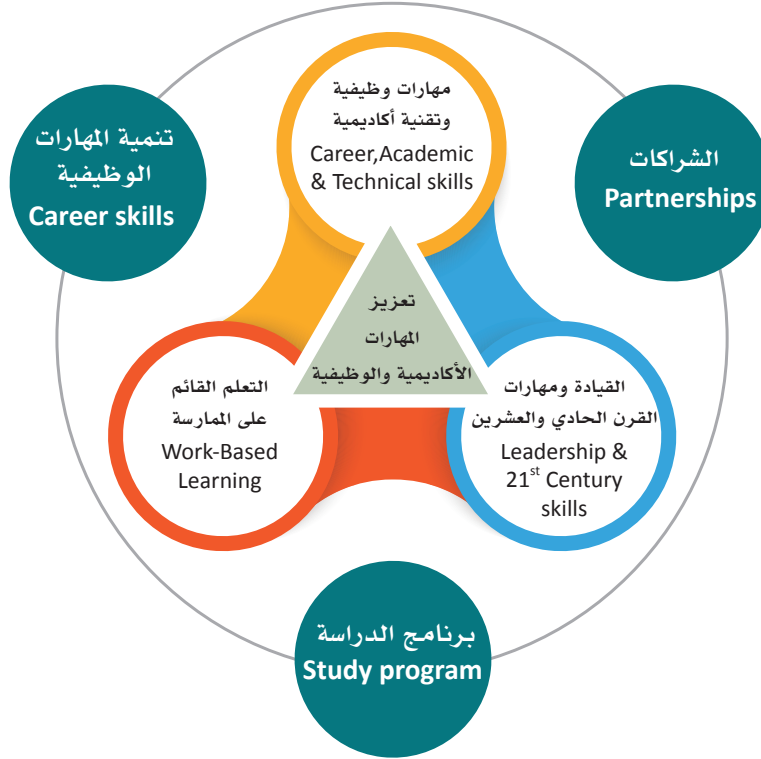 مهارات وظيفية
وتقنية أكاديمية
Career,Academic
& Technical skills
تنمية المهارات
الوظيفية
Career skills
الشراكات
Partnerships
تعزيز
المهارات
الأكاديمية والوظيفية
التعلم القائم
على الممارسة
Work-Based
Learning
القيادة ومهارات
القرن الحادي والعشرين
Leadership &
21st Century
skills
برنامج الدراسة
Study program